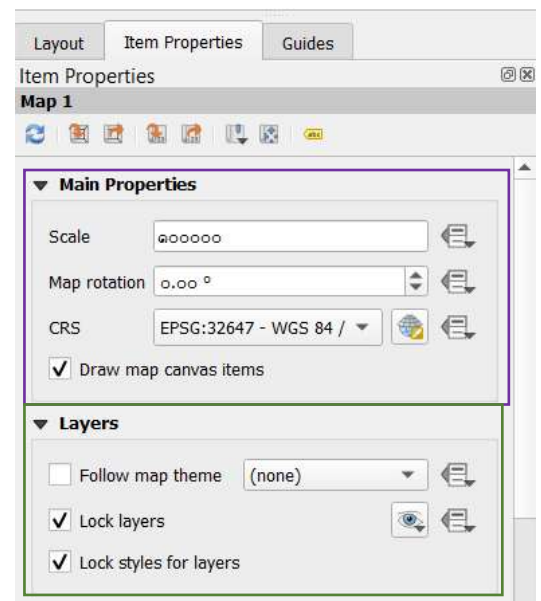 Layout Item Properties Guides
Item Properties
Map 1
abc
Main Properties
Scale ๑๐๐๐๐๐
Map rotation ๐.๐๐ °
CRS EPSG:32647 - WGS 84 /
Draw map canvas items
Layers
Follow map theme (none)
Lock layers
Lock styles for layers